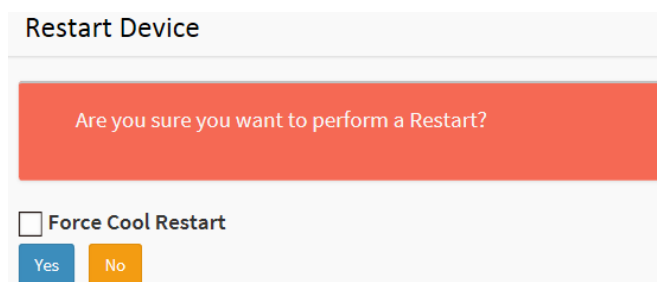 Restart Device
Are you sure you want to perform a Restart?
Force Cool Restart
Yes No